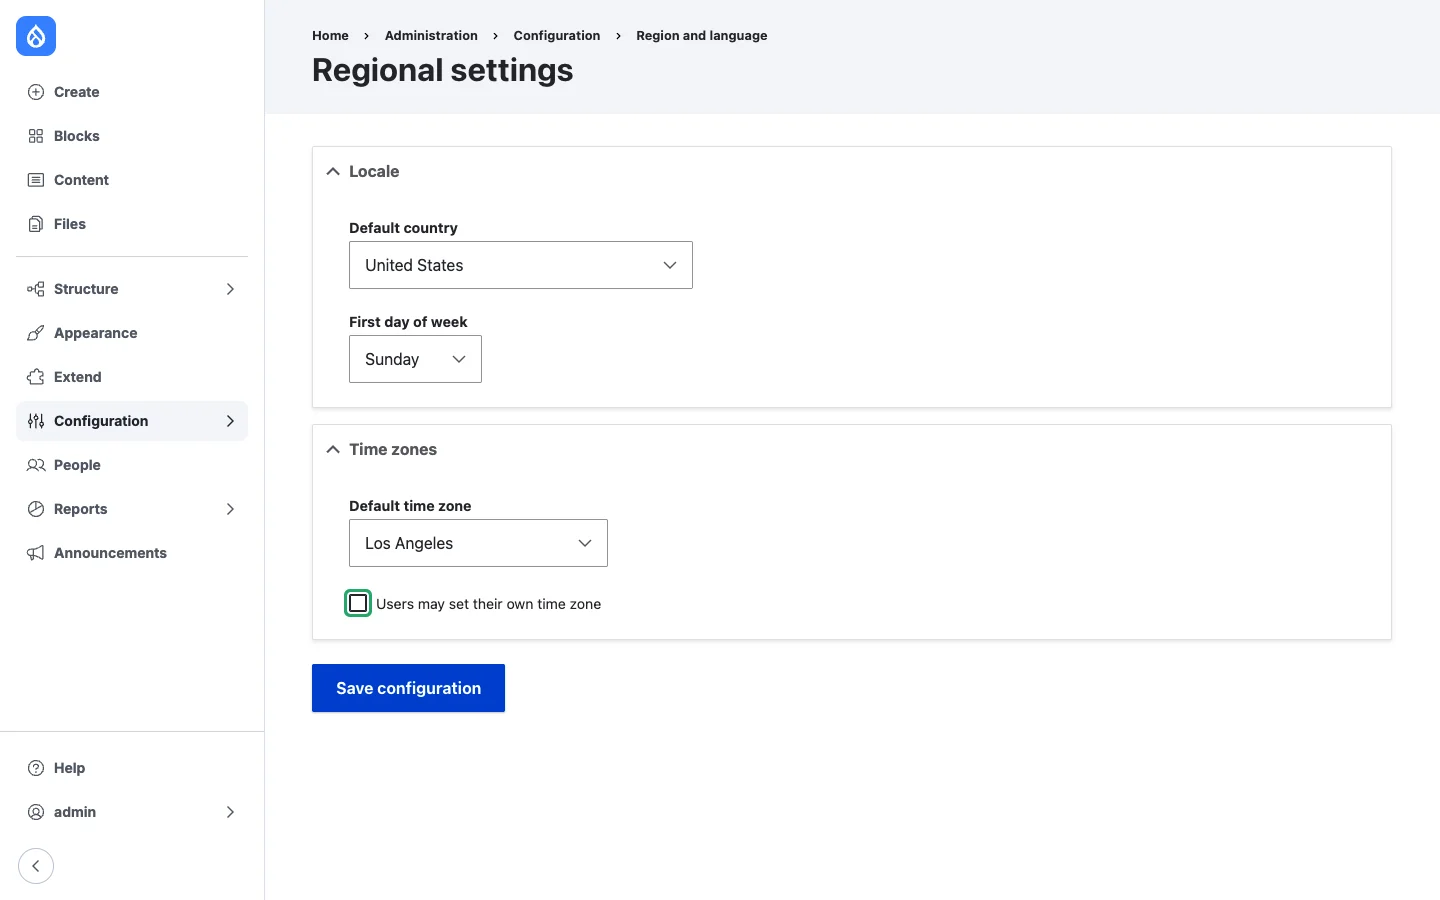 Home
Administration
Configuration
Region and language
Regional settings
Create
Blocks
Content
Files
Structure
Appearance
Extend
Configuration
People
Reports
Announcements
Help
admin
Locale
Default country
United States
First day of week
Sunday
Time zones
Default time zone
Los Angeles
Users may set their own time zone
Save configuration